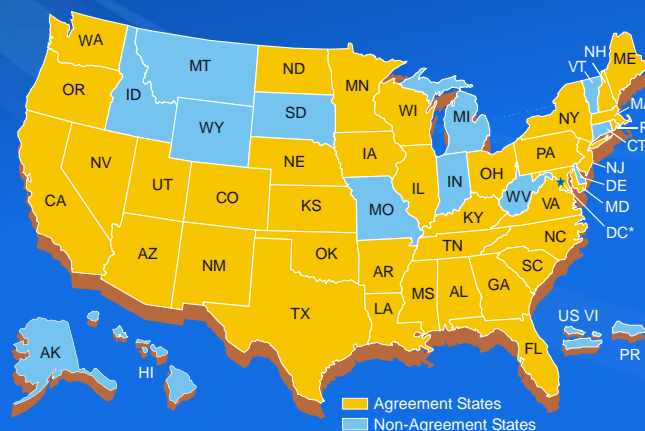 WA
MT
ND
MN
ME
NH
VT
OR
ID
SD
WI
MI
NY
MA
WY
R
CT
IA
PA
NV
NE
NJ
OH
IL
IN
DE
UT
CO
WV
VA
MD
CA
KS
MO
KY
DC*
NC
TN
AZ
OK
NM
AR
SC
MS
AL
GA
LA
TX
US VI
FL
AK
HI
PR
Agreement States
Non-Agreement States